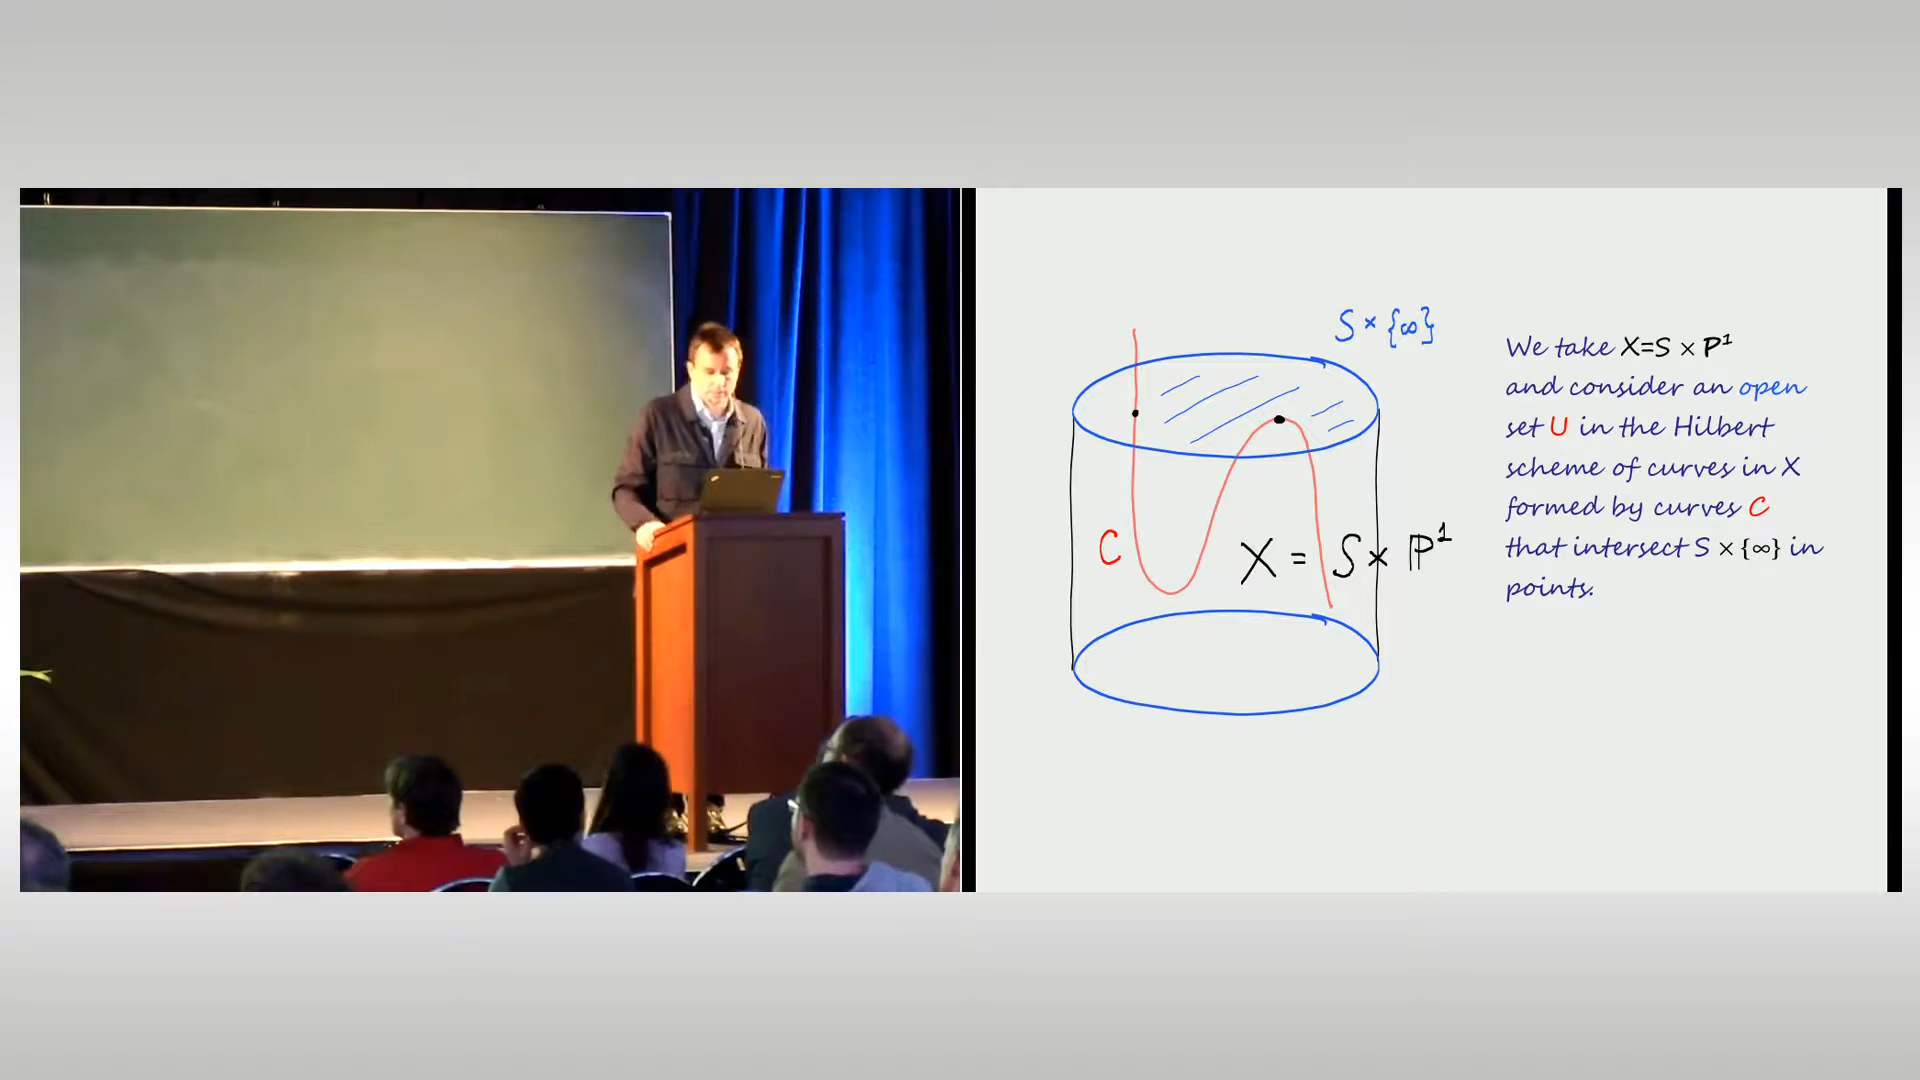 S × {∞}
C
X = S × ℙ¹
We take X=S × P¹
and consider an open
set U in the Hilbert
scheme of curves in X
formed by curves C
that intersect S × {∞} in
points.